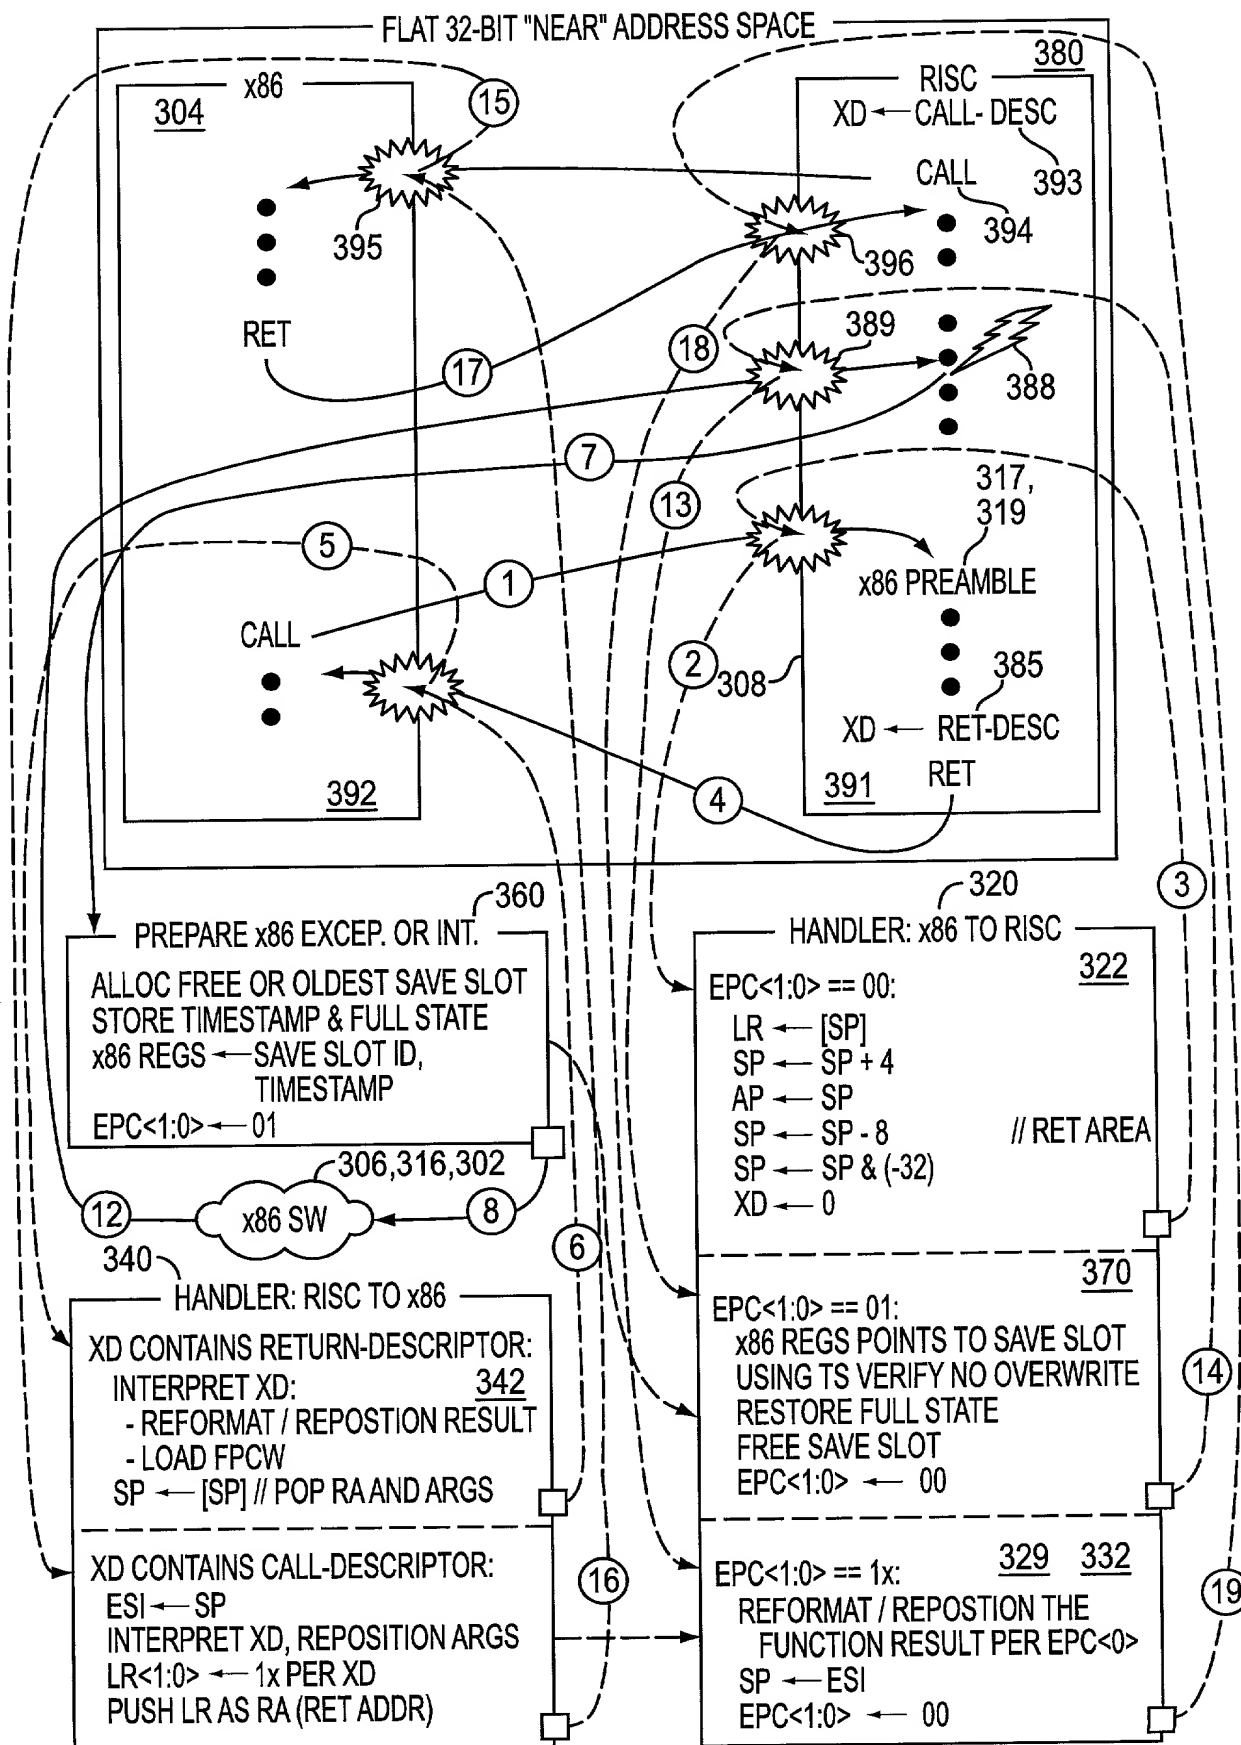 FLAT 32-BIT "NEAR" ADDRESS SPACE
380
x86
304
15
RISC
XD ← CALL- DESC
393
CALL
394
395
396
RET
17
18
389
388
7
13
317,
319
5
1
x86 PREAMBLE
CALL
2
308
385
XD ← RET-DESC
RET
392
391
4
3
360
PREPARE x86 EXCEP. OR INT.
ALLOC FREE OR OLDEST SAVE SLOT
STORE TIMESTAMP & FULL STATE
x86 REGS ← SAVE SLOT ID,
TIMESTAMP
EPC<1:0> ← 01
306,316,302
12
x86 SW
8
6
320
HANDLER: x86 TO RISC
322
EPC<1:0> == 00:
LR ← [SP]
SP ← SP + 4
AP ← SP
SP ← SP - 8 // RET AREA
SP ← SP & (-32)
XD ← 0
370
EPC<1:0> == 01:
x86 REGS POINTS TO SAVE SLOT
USING TS VERIFY NO OVERWRITE
RESTORE FULL STATE
FREE SAVE SLOT
EPC<1:0> ← 00
14
340
HANDLER: RISC TO x86
XD CONTAINS RETURN-DESCRIPTOR:
INTERPRET XD: 342
- REFORMAT / REPOSTION RESULT
- LOAD FPCW
SP ← [SP] // POP RA AND ARGS
XD CONTAINS CALL-DESCRIPTOR:
ESI ← SP
INTERPRET XD, REPOSITION ARGS
LR<1:0> ← 1x PER XD
PUSH LR AS RA (RET ADDR)
16
EPC<1:0> == 1x: 329 332
REFORMAT / REPOSTION THE
FUNCTION RESULT PER EPC<0>
SP ← ESI
EPC<1:0> ← 00
19